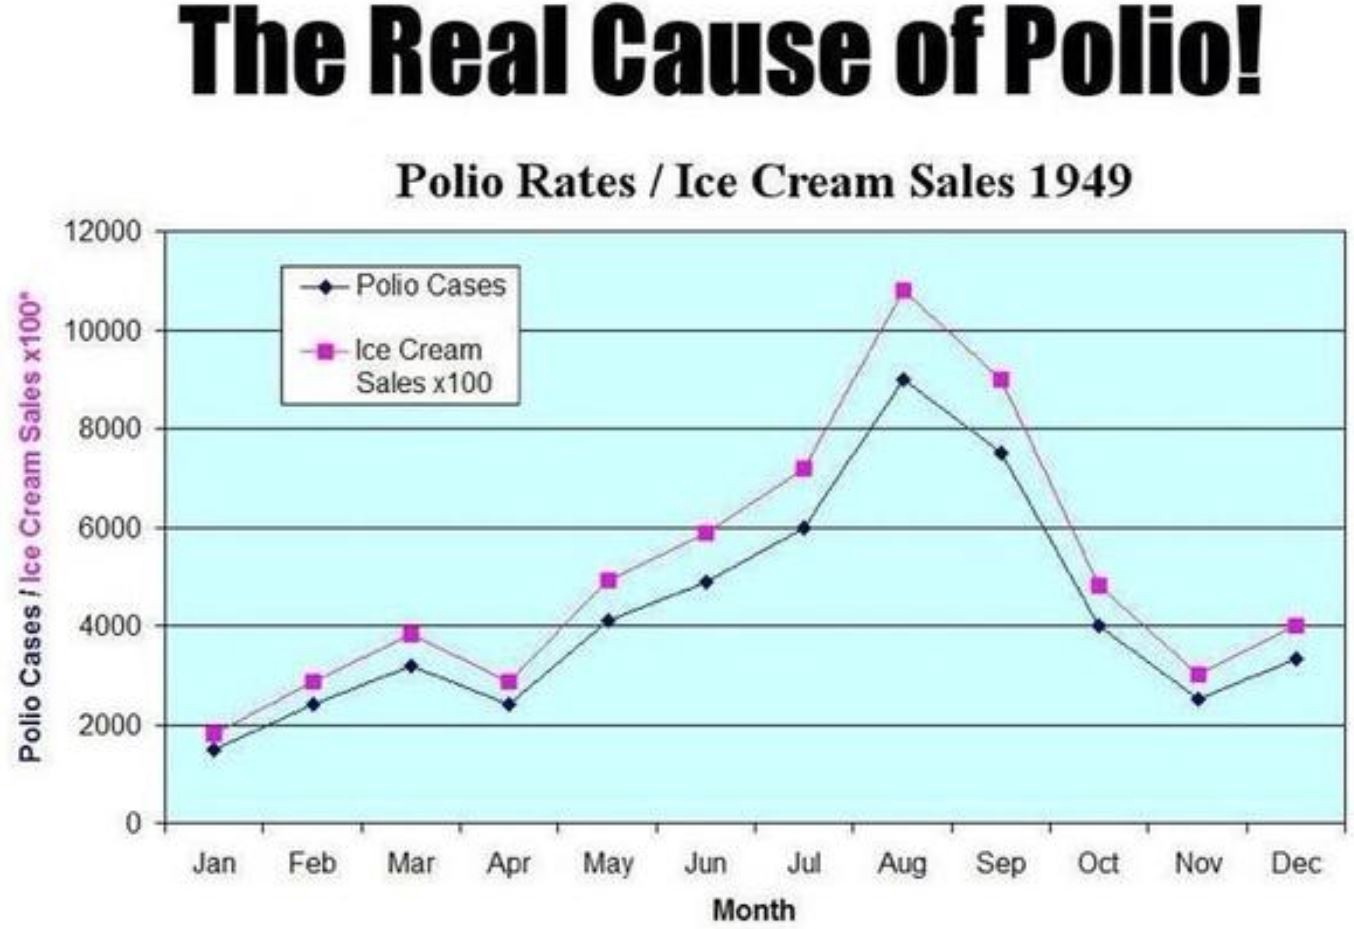 The Real Cause of Polio!
Polio Rates / Ice Cream Sales 1949
12000
10000
8000
6000
4000
2000
0
Polio Cases / Ice Cream Sales x100*
Polio Cases
Ice Cream
Sales x100
Jan Feb Mar Apr May Jun Jul Aug Sep Oct Nov Dec
Month